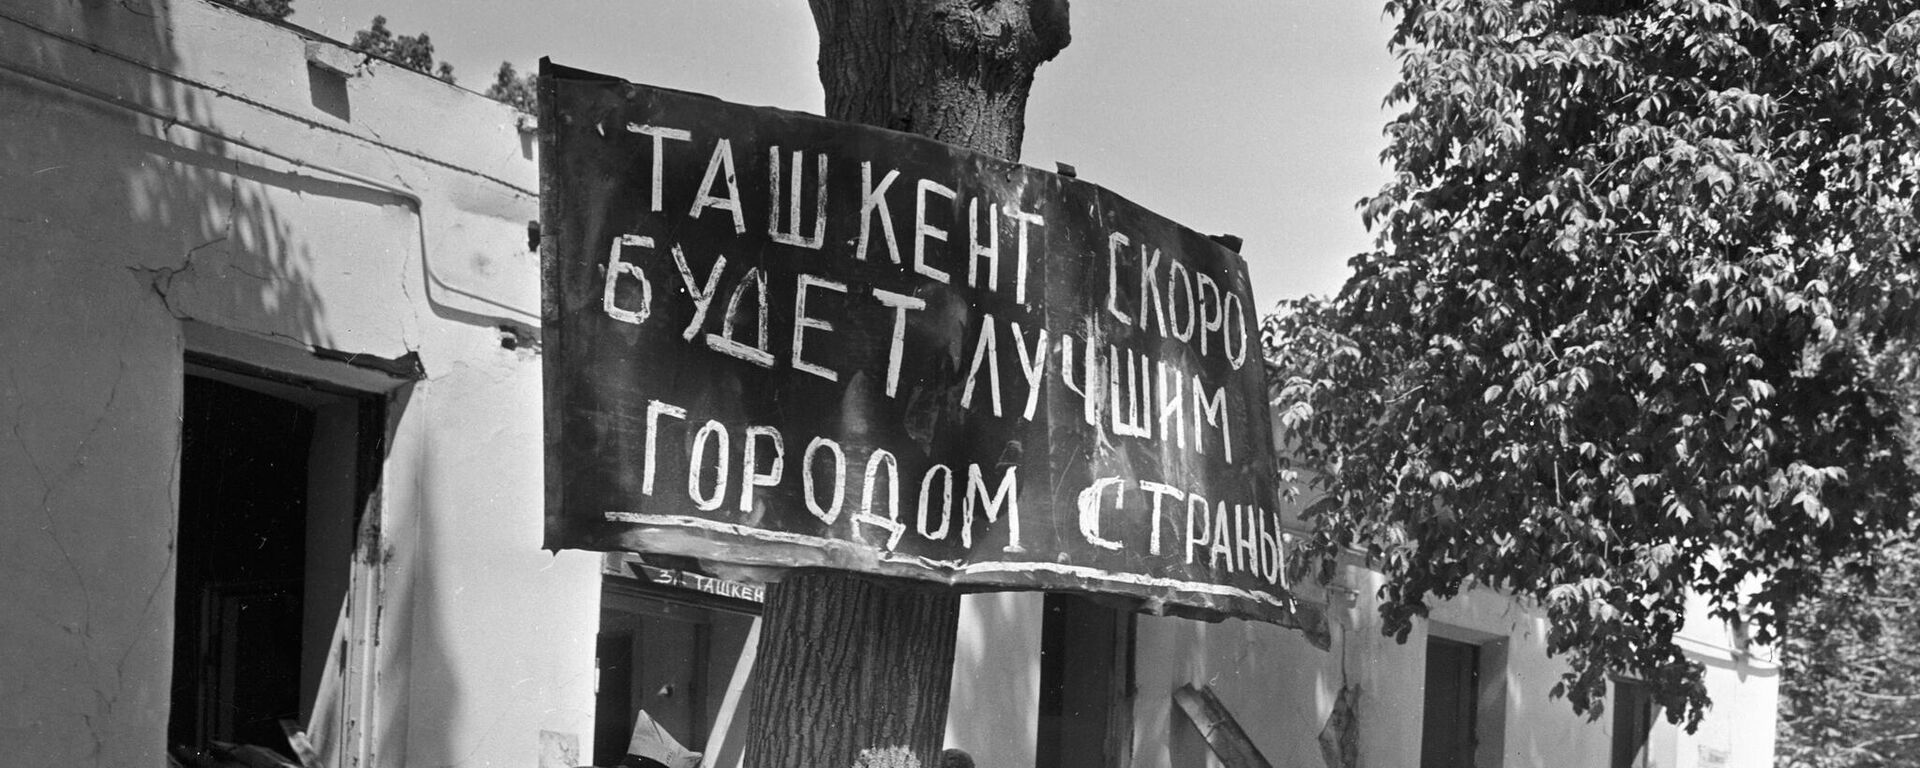 ТАШКЕНТ СКОРО
БУДЕТ ЛУЧШИМ
ГОРОДОМ СТРАНЫ